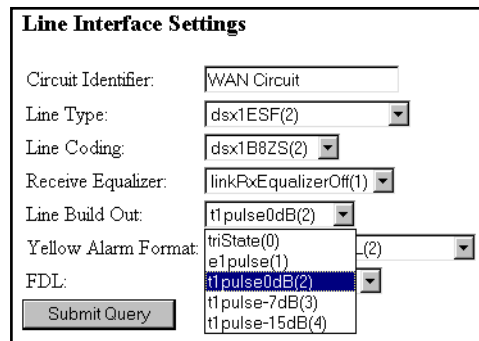 Line Interface Settings
Circuit Identifier: WAN Circuit
Line Type: dsx1ESF(2)
Line Coding: dsx1B8ZS(2)
Receive Equalizer: linkRxEqualizerOff(1)
Line Build Out: t1pulse0dB(2)
triState(0)
e1pulse(1)
t1pulse0dB(2)
t1pulse-7dB(3)
t1pulse-15dB(4)
Yellow Alarm Format: (2)
FDL:
Submit Query